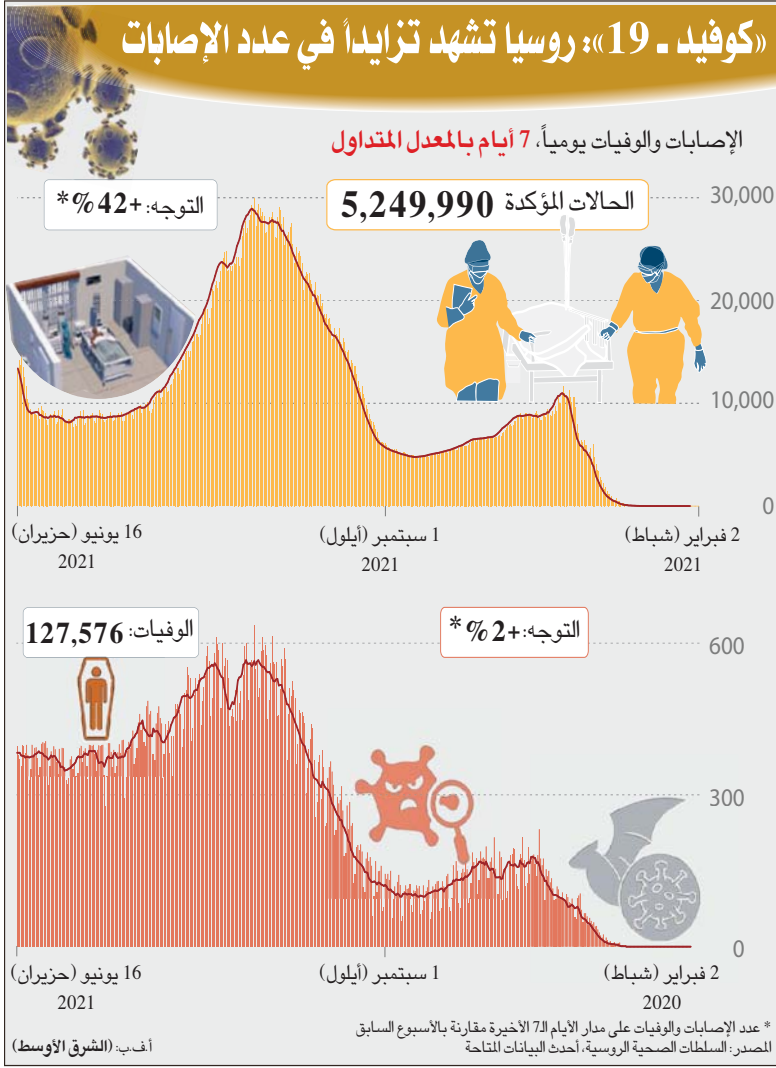 «كوفيد ـ 19»: روسيا تشهد تزايداً في عدد الإصابات
الإصابات والوفيات يومياً، 7 أيام بالمعدل المتداول
الحالات المؤكدة 5,249,990
التوجه: +42%*
30,000
20,000
10,000
0
2 فبراير (شباط)
2021
1 سبتمبر (أيلول)
2021
16 يونيو (حزيران)
2021
التوجه:+2%*
الوفيات: 127,576
600
300
0
2 فبراير (شباط)
2020
1 سبتمبر (أيلول)
16 يونيو (حزيران)
2021
* عدد الإصابات والوفيات على مدار الأيام الـ7 الأخيرة مقارنة بالأسبوع السابق
المصدر: السلطات الصحية الروسية، أحدث البيانات المتاحة
أ.ف.ب: (الشرق الأوسط)